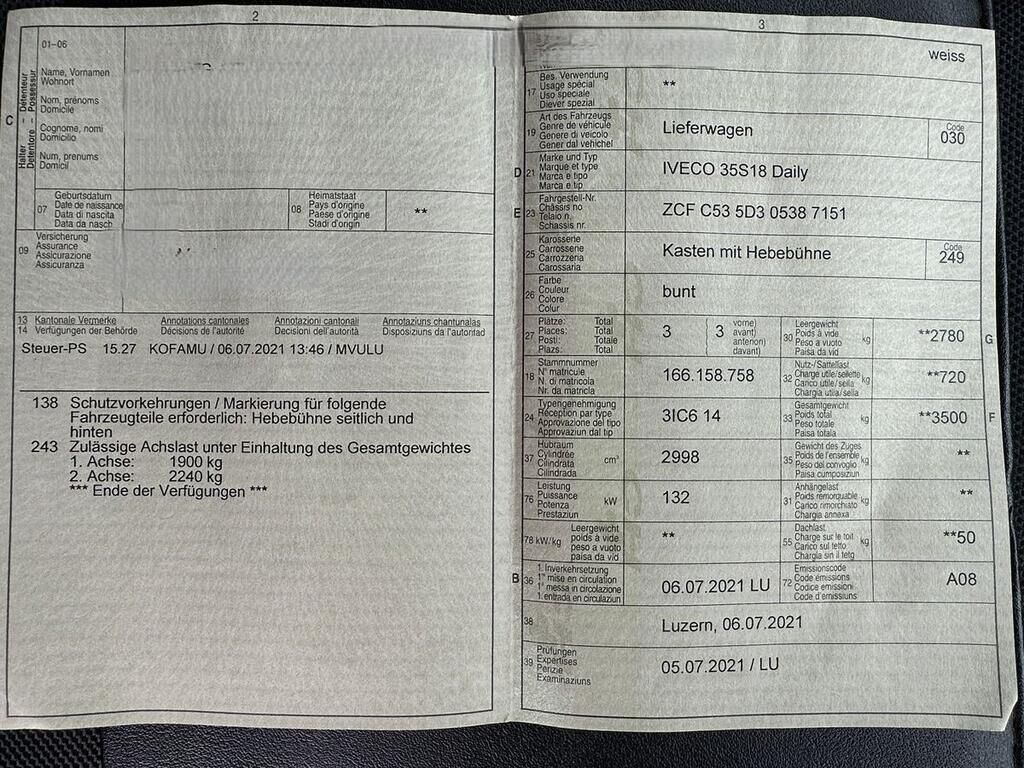 2
01-06
C
Halter – Détenteur
Detentore – Possessur
Name, Vornamen
Wohnort
Nom, prénoms
Domicile
Cognome, nomi
Domicilio
Num, prenums
Domicil
07
Geburtsdatum
Date de naissance
Data di nascita
Data da nasch
08
Heimatstaat
Pays d'origine
Paese d'origine
Stadi d'origin
**
09
Versicherung
Assurance
Assicurazione
Assicuranza
13 Kantonale Vermerke Annotations cantonales Annotazioni cantonali Annotaziuns chantunalas
14 Verfügungen der Behörde Décisions de l'autorité Decisioni dell'autorità Disposiziuns da l'autoritad
Steuer-PS 15.27 KOFAMU / 06.07.2021 13:46 / MVULU
138 Schutzvorkehrungen / Markierung für folgende
Fahrzeugteile erforderlich: Hebebühne seitlich und
hinten
243 Zulässige Achslast unter Einhaltung des Gesamtgewichtes
1. Achse: 1900 kg
2. Achse: 2240 kg
*** Ende der Verfügungen ***
3
weiss
17
Bes. Verwendung
Usage spécial
Uso speciale
Diever spezial
**
19
Art des Fahrzeugs
Genre de véhicule
Genere di veicolo
Gener dal vehichel
Lieferwagen
Code
030
D
21
Marke und Typ
Marque et type
Marca e tipo
Marca e tip
IVECO 35S18 Daily
E
23
Fahrgestell-Nr.
Châssis no
Telaio n.
Schassis nr.
ZCF C53 5D3 0538 7151
25
Karosserie
Carrosserie
Carrozzeria
Carossaria
Kasten mit Hebebühne
Code
249
26
Farbe
Couleur
Colore
Colur
bunt
27
Plätze: Total
Places: Total
Posti: Totale
Plazs: Total
3
3
vorne)
avant)
anteriori)
davant)
30
Leergewicht
Poids à vide
Peso a vuoto
Paisa da vid
kg
**2780
G
18
Stammnummer
N° matricule
N. di matricola
Nr. da matricla
166.158.758
32
Nutz-/Sattellast
Charge utile/sellette
Carico utile/sella
Chargia utila/sella
kg
**720
24
Typengenehmigung
Réception par type
Approvazione del tipo
Approvaziun dal tip
3IC6 14
33
Gesamtgewicht
Poids total
Peso totale
Paisa totala
kg
**3500
F
37
Hubraum
Cylindrée
Cilindrata
Cilindrada
cm³
2998
35
Gewicht des Zuges
Poids de l'ensemble
Peso del convoglio
Paisa cumposiziun
kg
**
76
Leistung
Puissance
Potenza
Prestaziun
kW
132
31
Anhängelast
Poids remorquable
Carico rimorchiato
Chargia annexa
kg
**
78 kW/kg
Leergewicht
poids à vide
peso a vuoto
paisa da vid
**
55
Dachlast
Charge sur le toit
Carico sul tetto
Chargia sin il tetg
kg
**50
B
36
1. Inverkehrsetzung
1re mise en circulation
1a messa in circolazione
1. entrada en circulaziun
06.07.2021 LU
72
Emissionscode
Code émissions
Codice emissioni
Code d'emissiuns
A08
38
Luzern, 06.07.2021
39
Prüfungen
Expertises
Perizie
Examinaziuns
05.07.2021 / LU